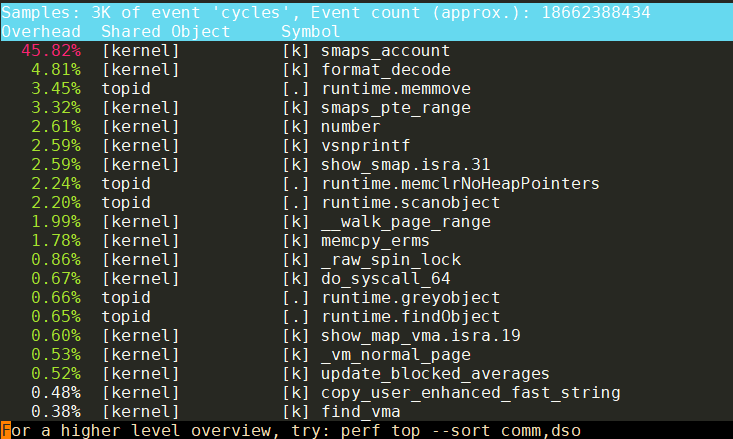 Samples: 3K of event 'cycles', Event count (approx.): 18662388434
Overhead  Shared Object     Symbol
  45.82%  [kernel]          [k] smaps_account
   4.81%  [kernel]          [k] format_decode
   3.45%  topid             [.] runtime.memmove
   3.32%  [kernel]          [k] smaps_pte_range
   2.61%  [kernel]          [k] number
   2.59%  [kernel]          [k] vsnprintf
   2.59%  [kernel]          [k] show_smap.isra.31
   2.24%  topid             [.] runtime.memclrNoHeapPointers
   2.20%  topid             [.] runtime.scanobject
   1.99%  [kernel]          [k] __walk_page_range
   1.78%  [kernel]          [k] memcpy_erms
   0.86%  [kernel]          [k] _raw_spin_lock
   0.67%  [kernel]          [k] do_syscall_64
   0.66%  topid             [.] runtime.greyobject
   0.65%  topid             [.] runtime.findObject
   0.60%  [kernel]          [k] show_map_vma.isra.19
   0.53%  [kernel]          [k] _vm_normal_page
   0.52%  [kernel]          [k] update_blocked_averages
   0.48%  [kernel]          [k] copy_user_enhanced_fast_string
   0.38%  [kernel]          [k] find_vma
For a higher level overview, try: perf top --sort comm,dso